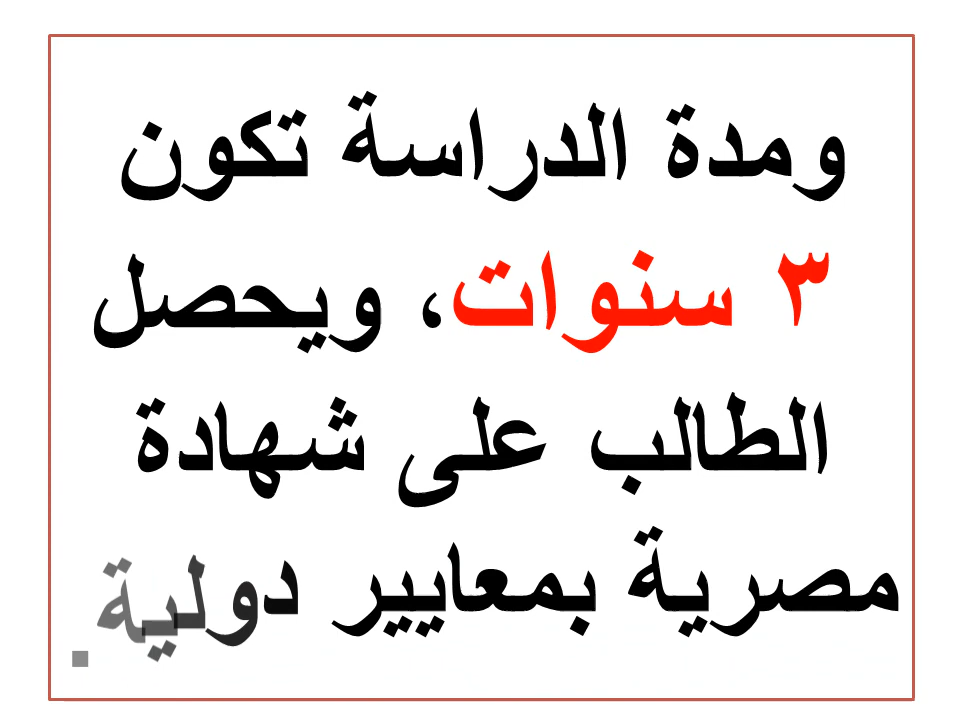 ومدة الدراسة تكون
٣ سنوات، ويحصل
الطالب على شهادة
مصرية بمعايير دولية.